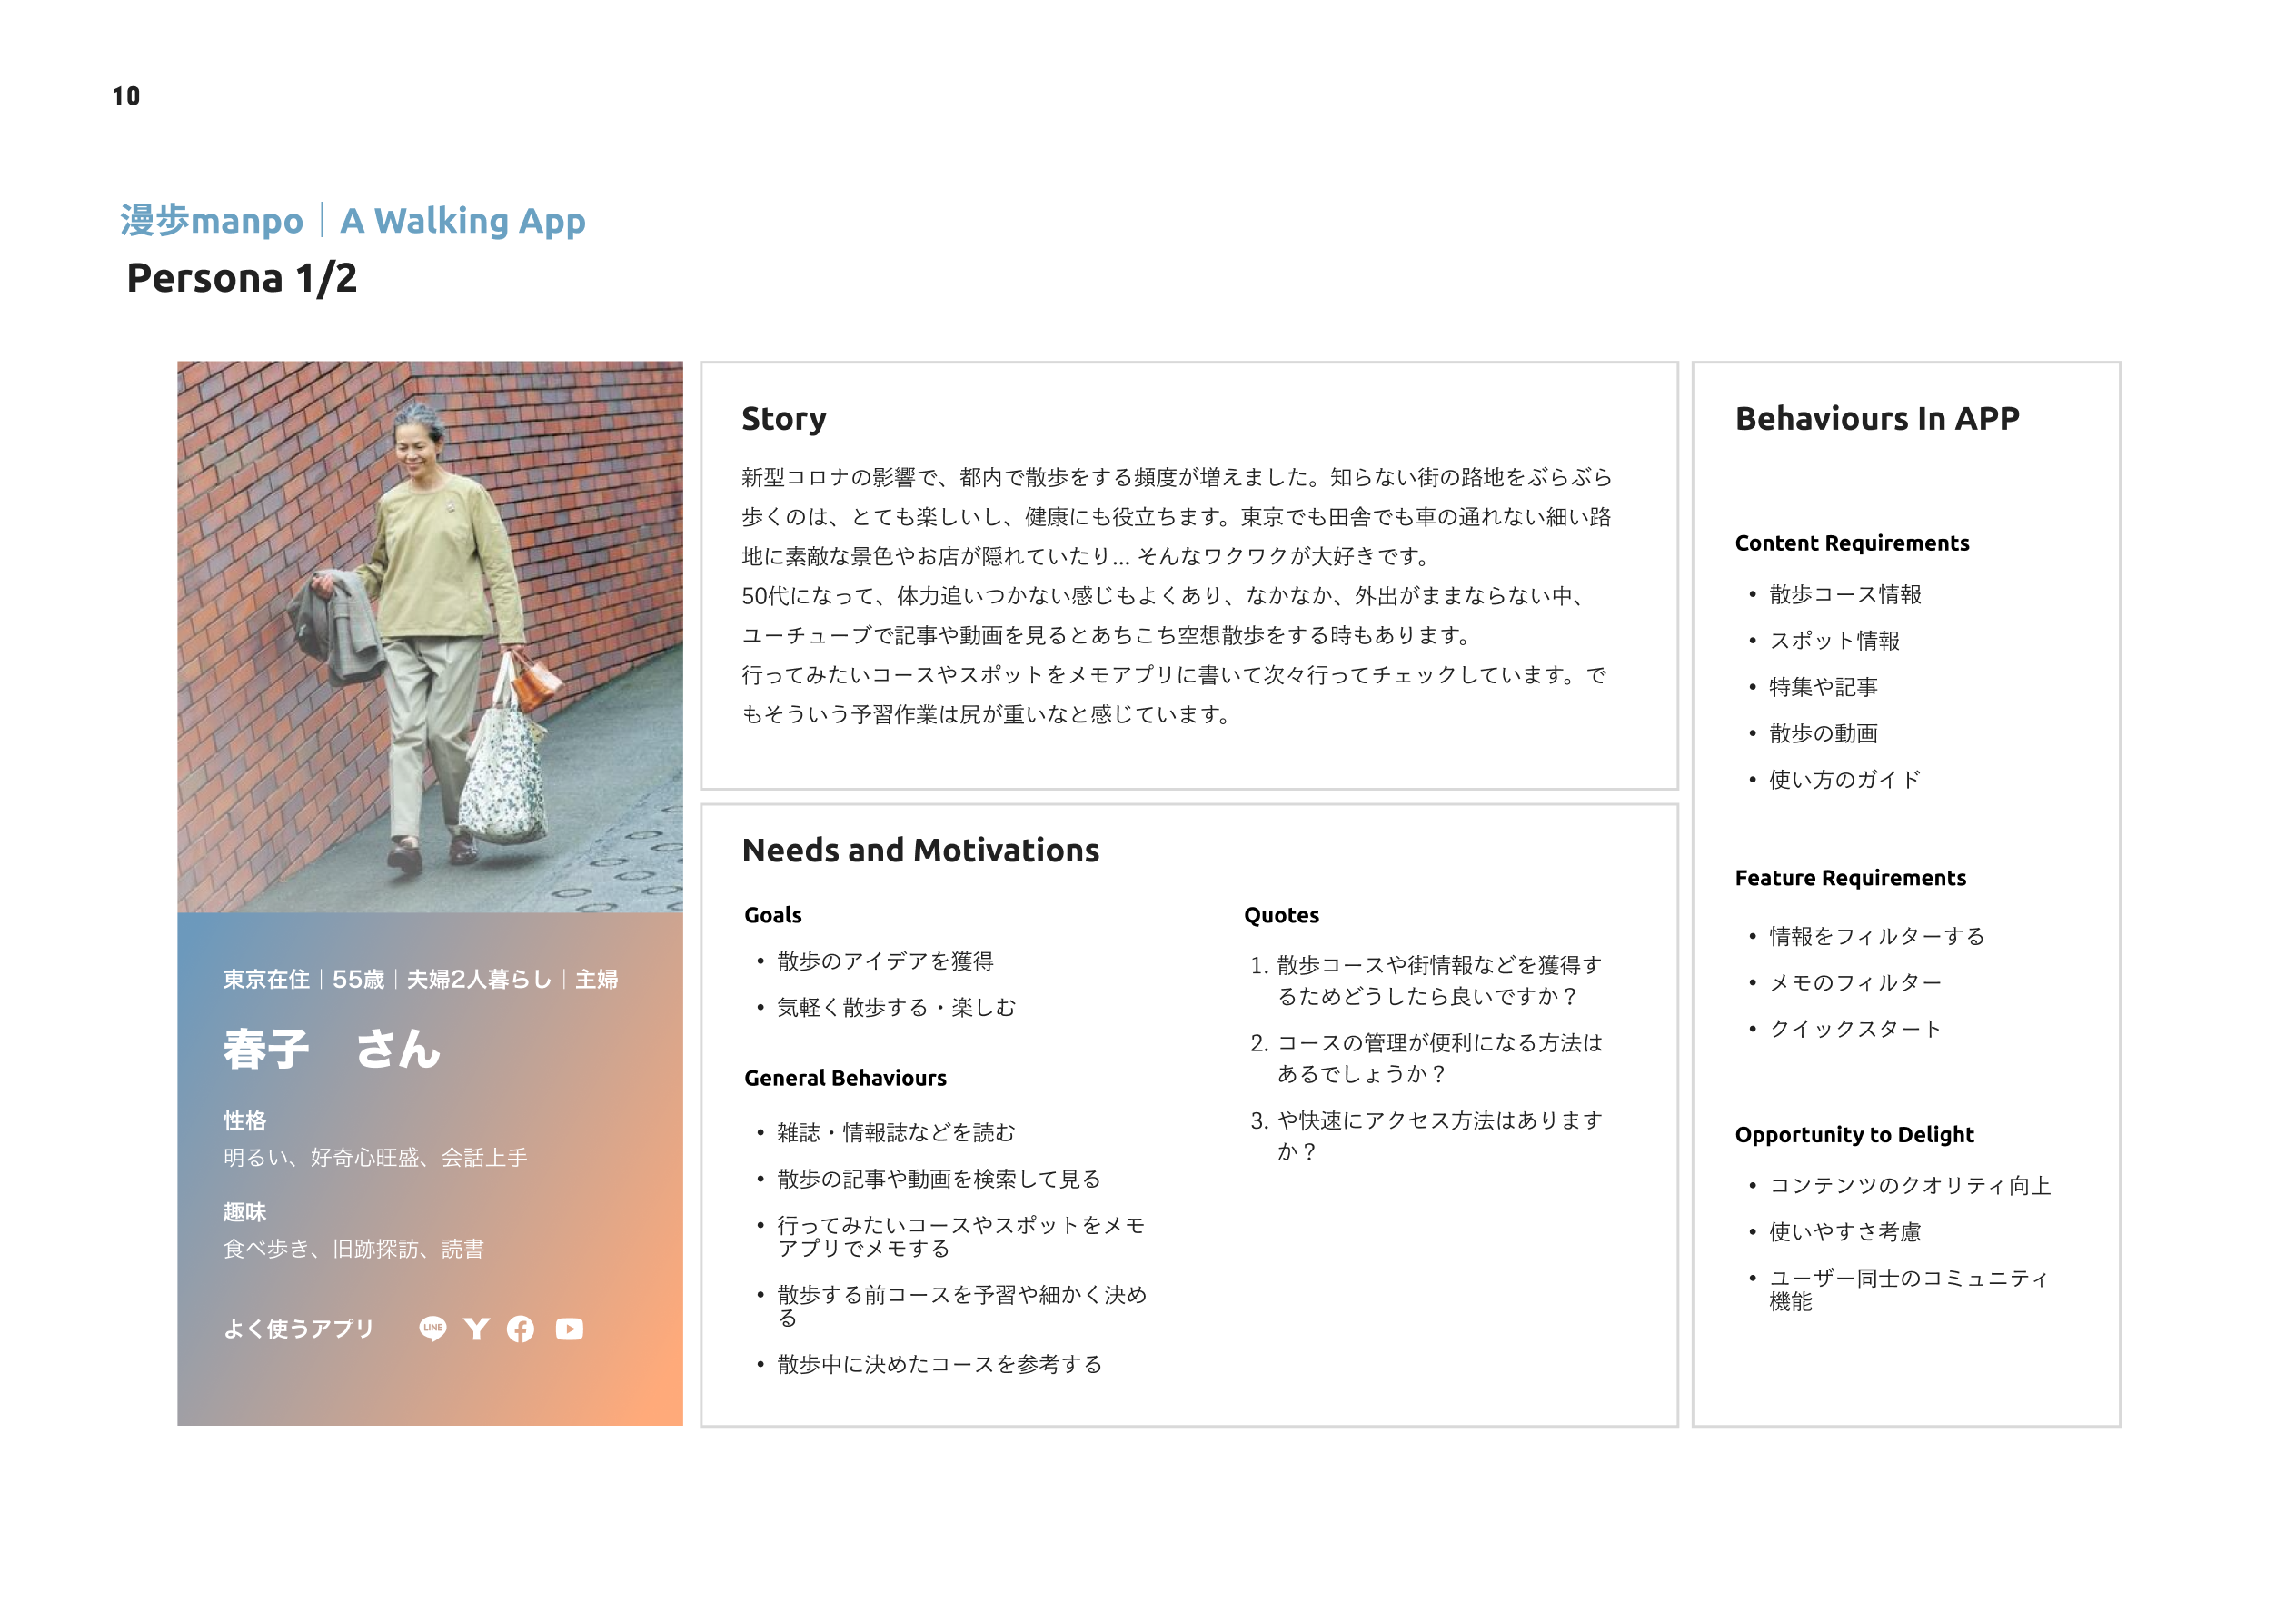 10
漫歩manpo｜A Walking App
Persona 1/2
東京在住｜55歳｜夫婦2人暮らし｜主婦
春子　さん
性格
明るい、好奇心旺盛、会話上手
趣味
食べ歩き、旧跡探訪、読書
よく使うアプリ
LINE
Story
新型コロナの影響で、都内で散歩をする頻度が増えました。知らない街の路地をぶらぶら
歩くのは、とても楽しいし、健康にも役立ちます。東京でも田舎でも車の通れない細い路
地に素敵な景色やお店が隠れていたり... そんなワクワクが大好きです。
50代になって、体力追いつかない感じもよくあり、なかなか、外出がままならない中、
ユーチューブで記事や動画を見るとあちこち空想散歩をする時もあります。
行ってみたいコースやスポットをメモアプリに書いて次々行ってチェックしています。で
もそういう予習作業は尻が重いなと感じています。
Needs and Motivations
Goals
• 散歩のアイデアを獲得
• 気軽く散歩する・楽しむ
General Behaviours
• 雑誌・情報誌などを読む
• 散歩の記事や動画を検索して見る
• 行ってみたいコースやスポットをメモ
アプリでメモする
• 散歩する前コースを予習や細かく決め
る
• 散歩中に決めたコースを参考する
Quotes
1. 散歩コースや街情報などを獲得す
るためどうしたら良いですか？
2. コースの管理が便利になる方法は
あるでしょうか？
3. や快速にアクセス方法はあります
か？
Behaviours In APP
Content Requirements
• 散歩コース情報
• スポット情報
• 特集や記事
• 散歩の動画
• 使い方のガイド
Feature Requirements
• 情報をフィルターする
• メモのフィルター
• クイックスタート
Opportunity to Delight
• コンテンツのクオリティ向上
• 使いやすさ考慮
• ユーザー同士のコミュニティ
機能